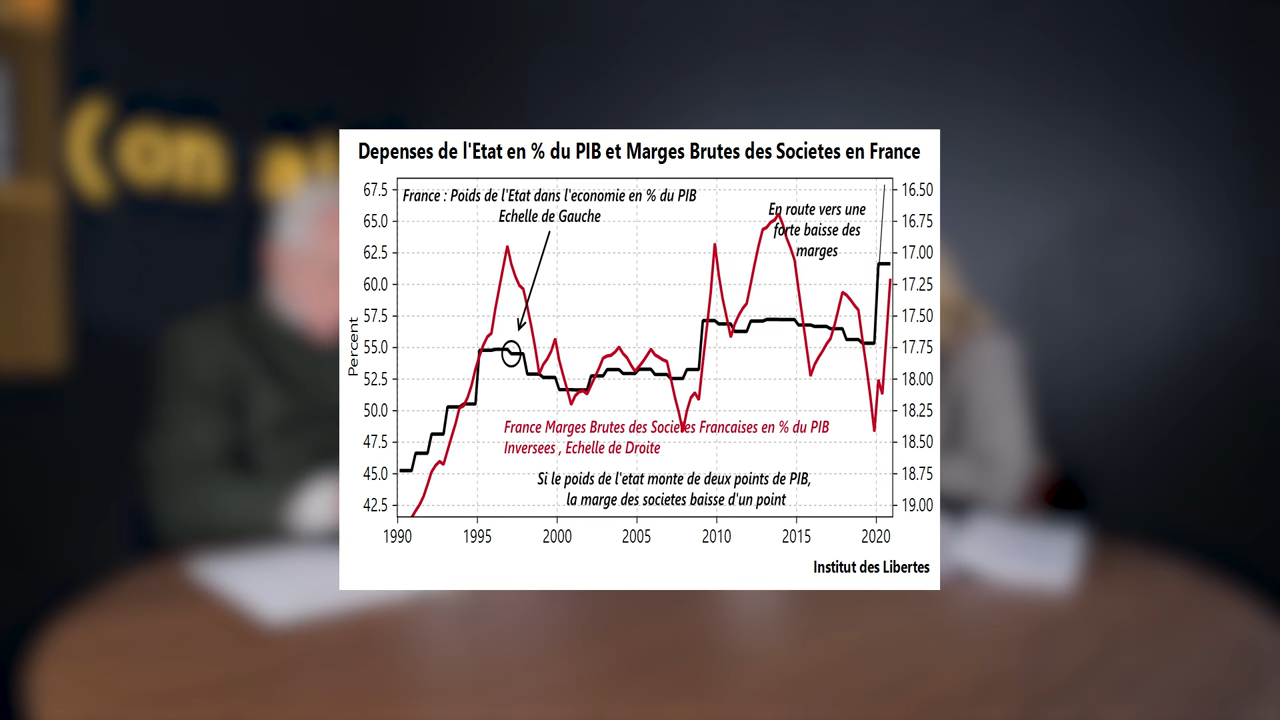 Depenses de l'Etat en % du PIB et Marges Brutes des Societes en France
France : Poids de l'Etat dans l'economie en % du PIB
Echelle de Gauche
En route vers une
forte baisse des
marges
67.5
65.0
62.5
60.0
57.5
55.0
52.5
50.0
47.5
45.0
42.5
Percent
16.50
16.75
17.00
17.25
17.50
17.75
18.00
18.25
18.50
18.75
19.00
France Marges Brutes des Societes Francaises en % du PIB
Inversees , Echelle de Droite
Si le poids de l'etat monte de deux points de PIB,
la marge des societes baisse d'un point
1990 1995 2000 2005 2010 2015 2020
Institut des Libertes